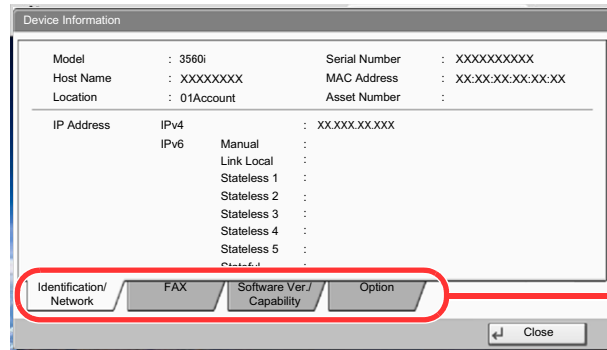 Device Information
Model : 3560i Serial Number : XXXXXXXXXX
Host Name : XXXXXXXX MAC Address : XX:XX:XX:XX:XX:XX
Location : 01Account Asset Number :
IP Address IPv4 : XX.XXX.XX.XXX
IPv6 Manual :
Link Local :
Stateless 1 :
Stateless 2 :
Stateless 3 :
Stateless 4 :
Stateless 5 :
Stateful :
Identification/ FAX Software Ver./ Option
Network Capability
Close